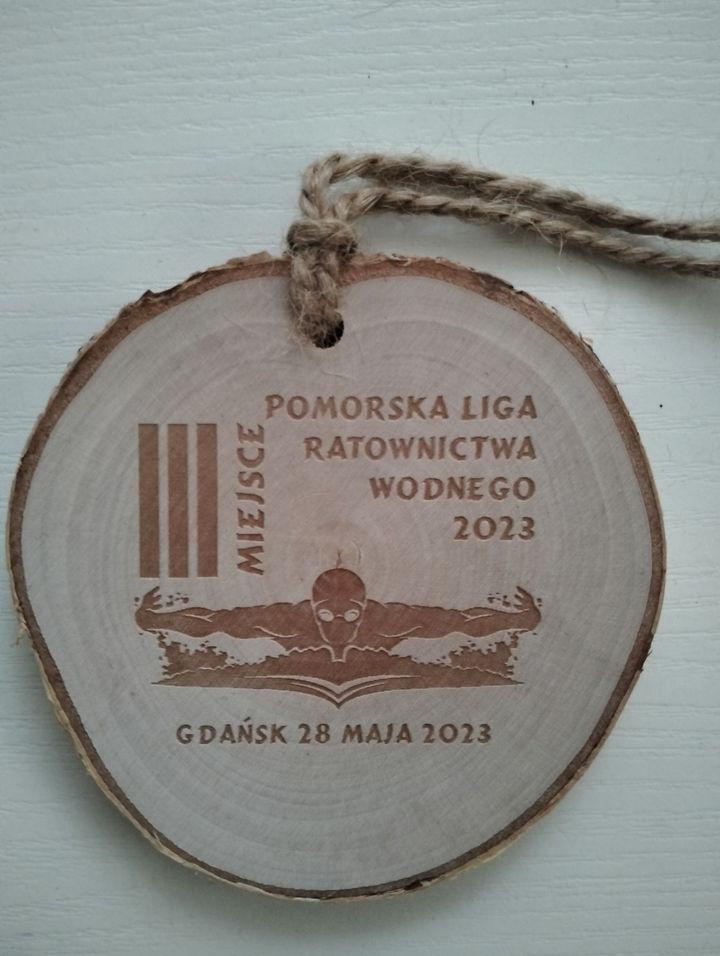 III
MIEJSCE
POMORSKA LIGA
RATOWNICTWA
WODNEGO
2023
GDAŃSK 28 MAJA 2023